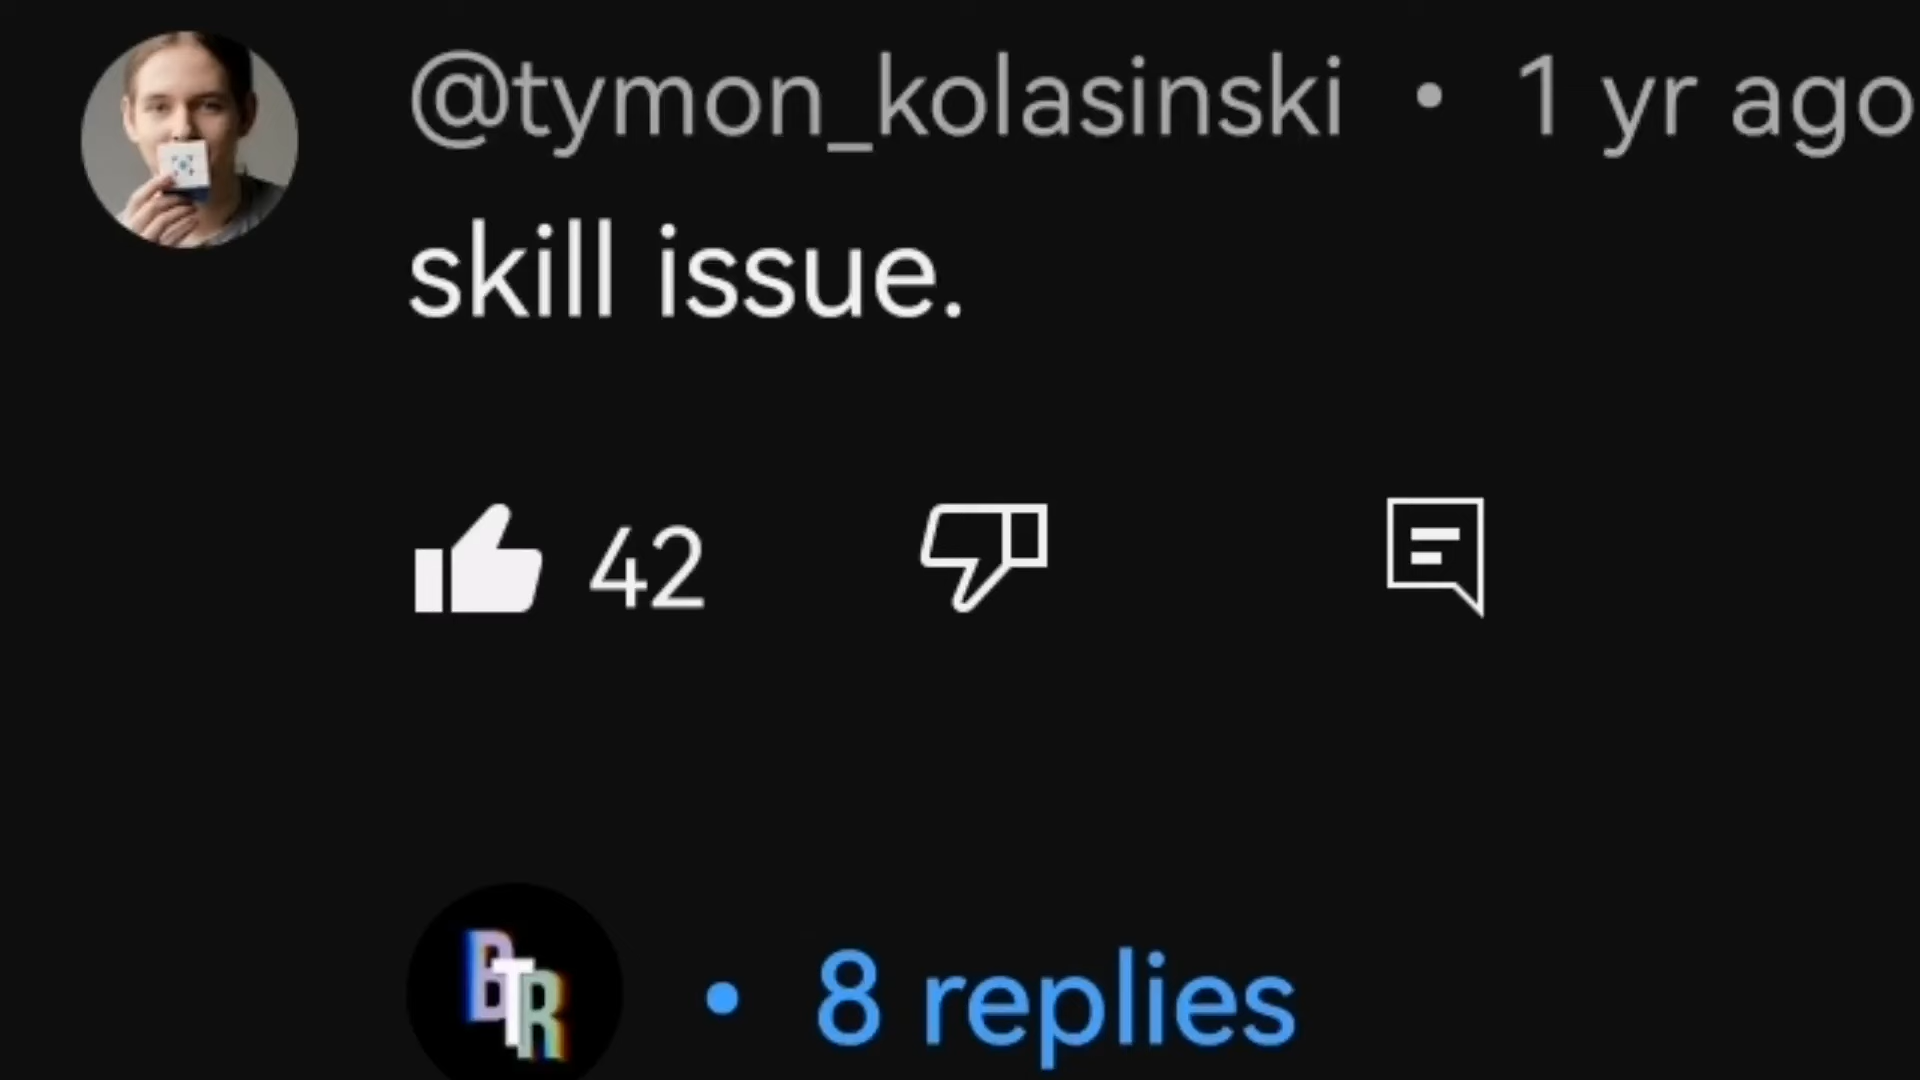 @tymon_kolasinski • 1 yr ago
skill issue.
42
BTR
• 8 replies